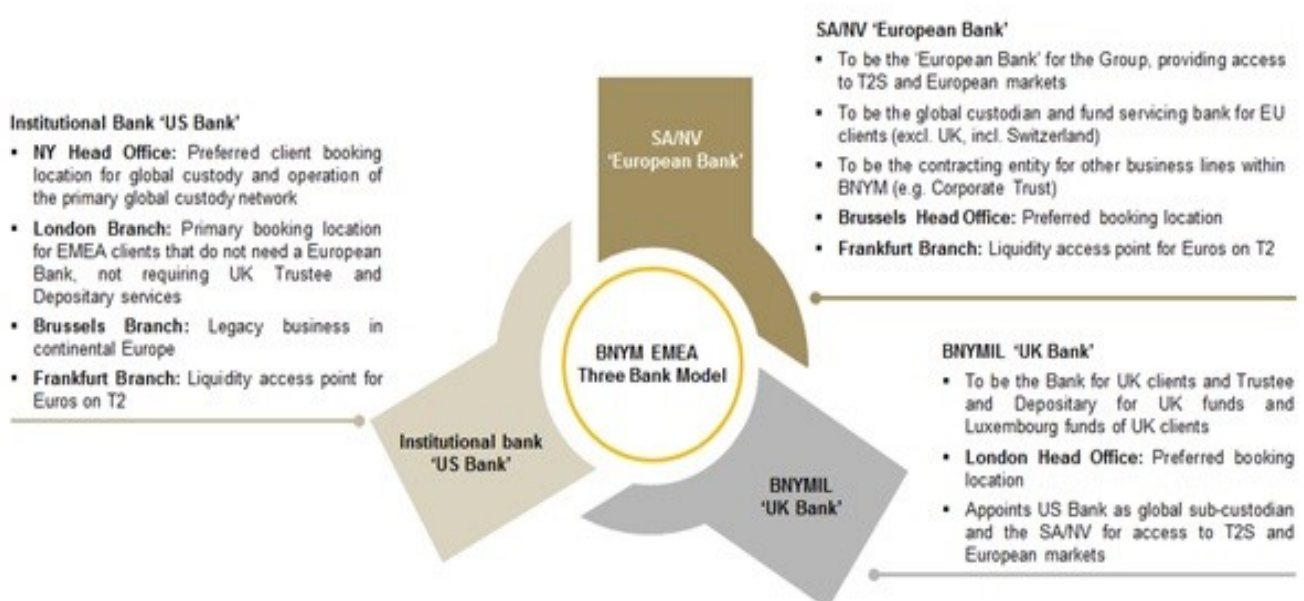 Institutional Bank ‘US Bank’
▪ NY Head Office: Preferred client booking
location for global custody and operation of
the primary global custody network
▪ London Branch: Primary booking location
for EMEA clients that do not need a European
Bank, not requiring UK Trustee and
Depositary services
▪ Brussels Branch: Legacy business in
continental Europe
▪ Frankfurt Branch: Liquidity access point for
Euros on T2
SA/NV
‘European Bank’
BNYM EMEA
Three Bank Model
Institutional bank
‘US Bank’
BNYMIL
‘UK Bank’
SA/NV ‘European Bank’
▪ To be the ‘European Bank’ for the Group, providing access
to T2S and European markets
▪ To be the global custodian and fund servicing bank for EU
clients (excl. UK, incl. Switzerland)
▪ To be the contracting entity for other business lines within
BNYM (e.g. Corporate Trust)
▪ Brussels Head Office: Preferred booking location
▪ Frankfurt Branch: Liquidity access point for Euros on T2
BNYMIL ‘UK Bank’
▪ To be the Bank for UK clients and Trustee
and Depositary for UK funds and
Luxembourg funds of UK clients
▪ London Head Office: Preferred booking
location
▪ Appoints US Bank as global sub-custodian
and the SA/NV for access to T2S and
European markets